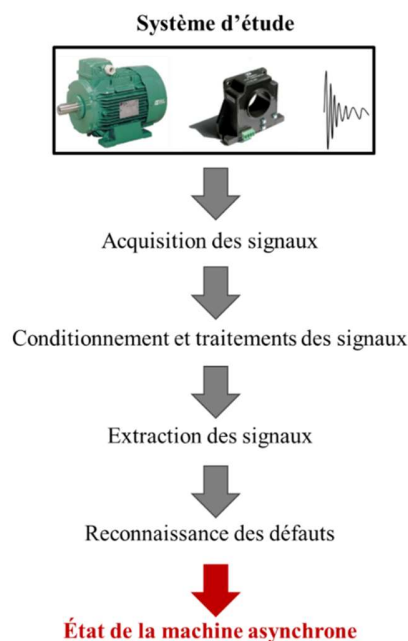 Système d'étude
Acquisition des signaux
Conditionnement et traitements des signaux
Extraction des signaux
Reconnaissance des défauts
État de la machine asynchrone